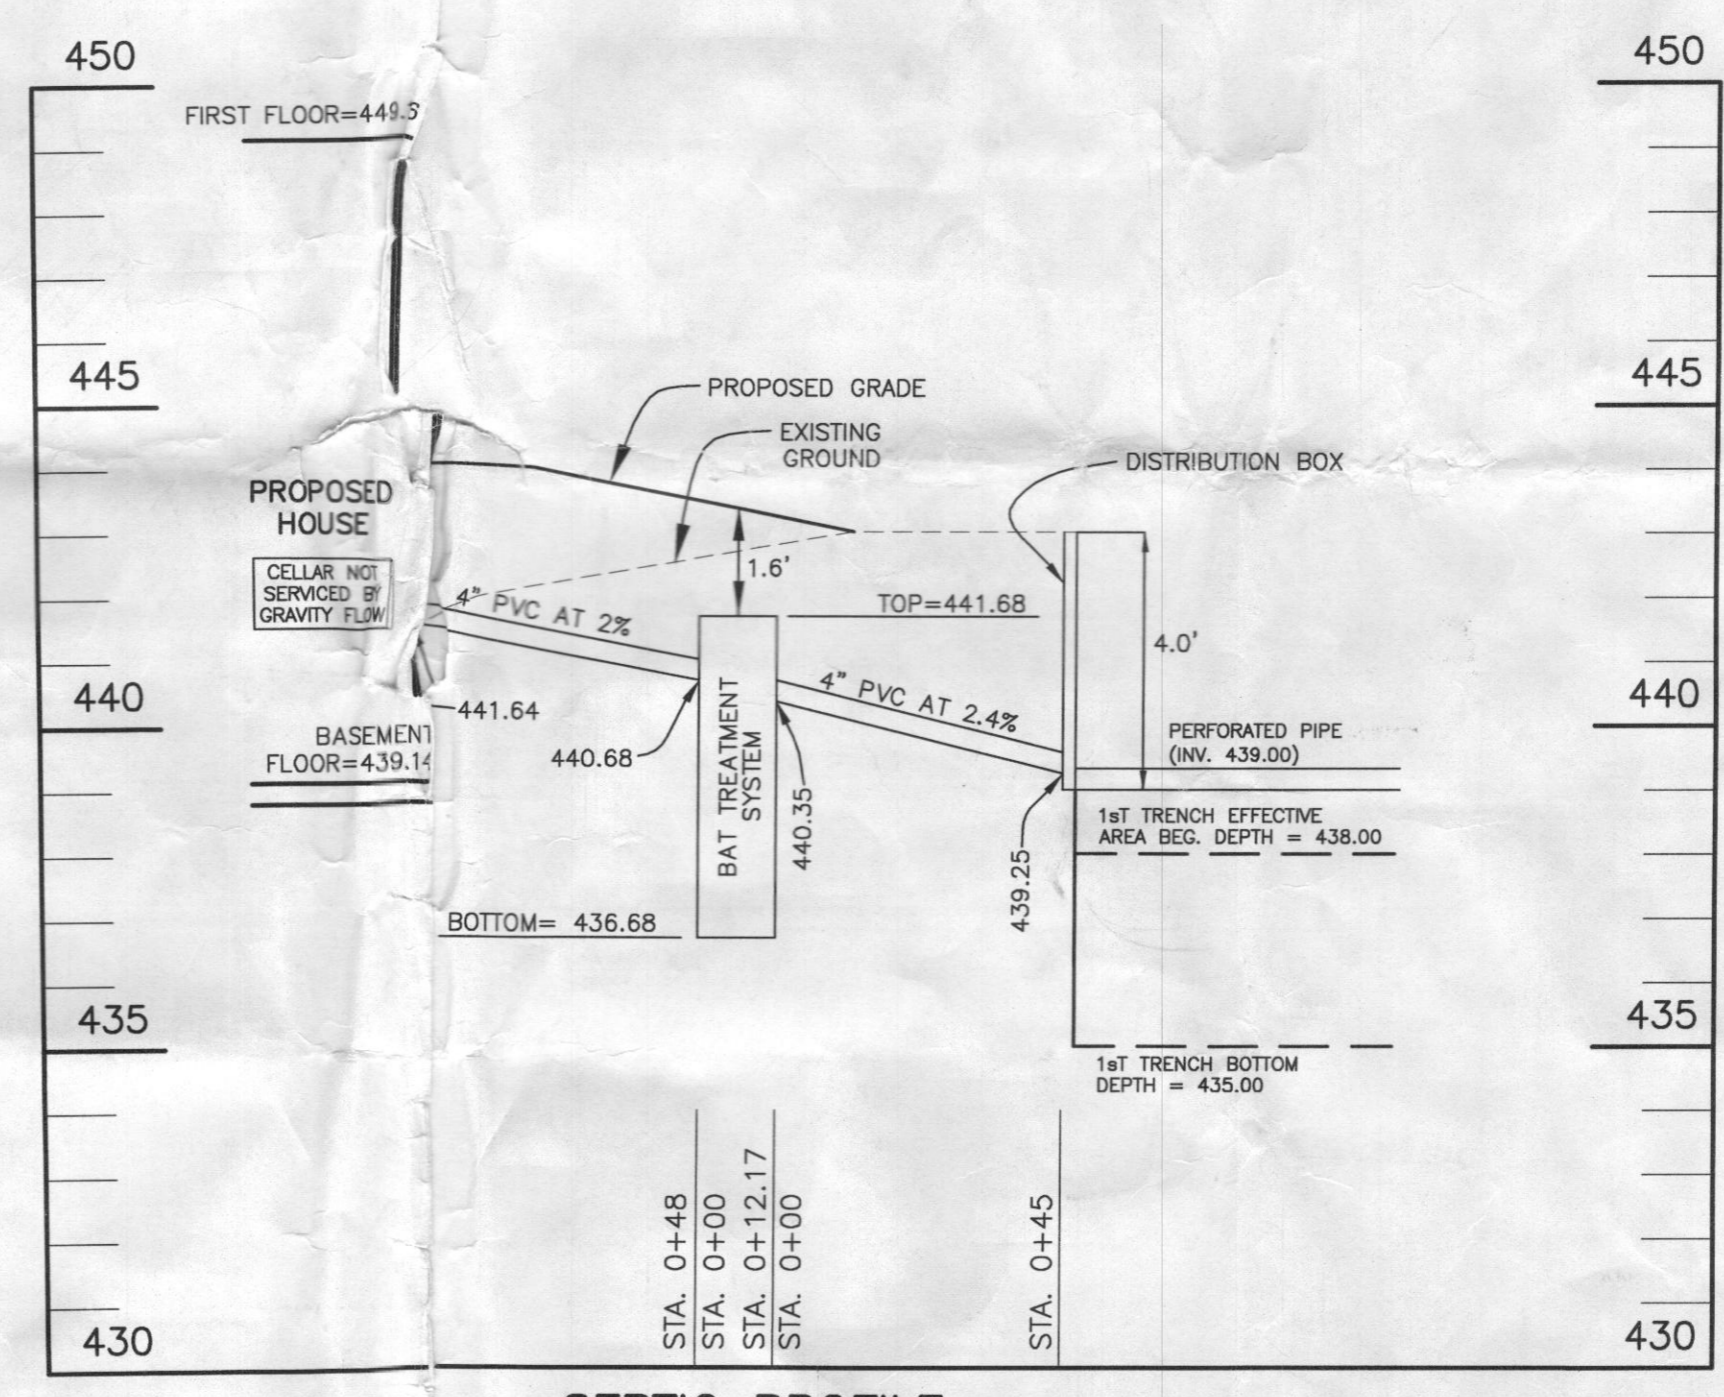 450
450
FIRST FLOOR=449.3
445
445
PROPOSED GRADE
EXISTING
GROUND
DISTRIBUTION BOX
PROPOSED
HOUSE
CELLAR NOT
SERVICED BY
GRAVITY FLOW
4" PVC AT 2%
1.6'
TOP=441.68
4.0'
440
440
441.64
4" PVC AT 2.4%
BASEMENT
FLOOR=439.14
440.68
BAT TREATMENT
SYSTEM
440.35
439.25
PERFORATED PIPE
(INV. 439.00)
1sT TRENCH EFFECTIVE
AREA BEG. DEPTH = 438.00
BOTTOM= 436.68
435
435
1sT TRENCH BOTTOM
DEPTH = 435.00
STA. 0+48
STA. 0+00
STA. 0+12.17
STA. 0+00
STA. 0+45
430
430